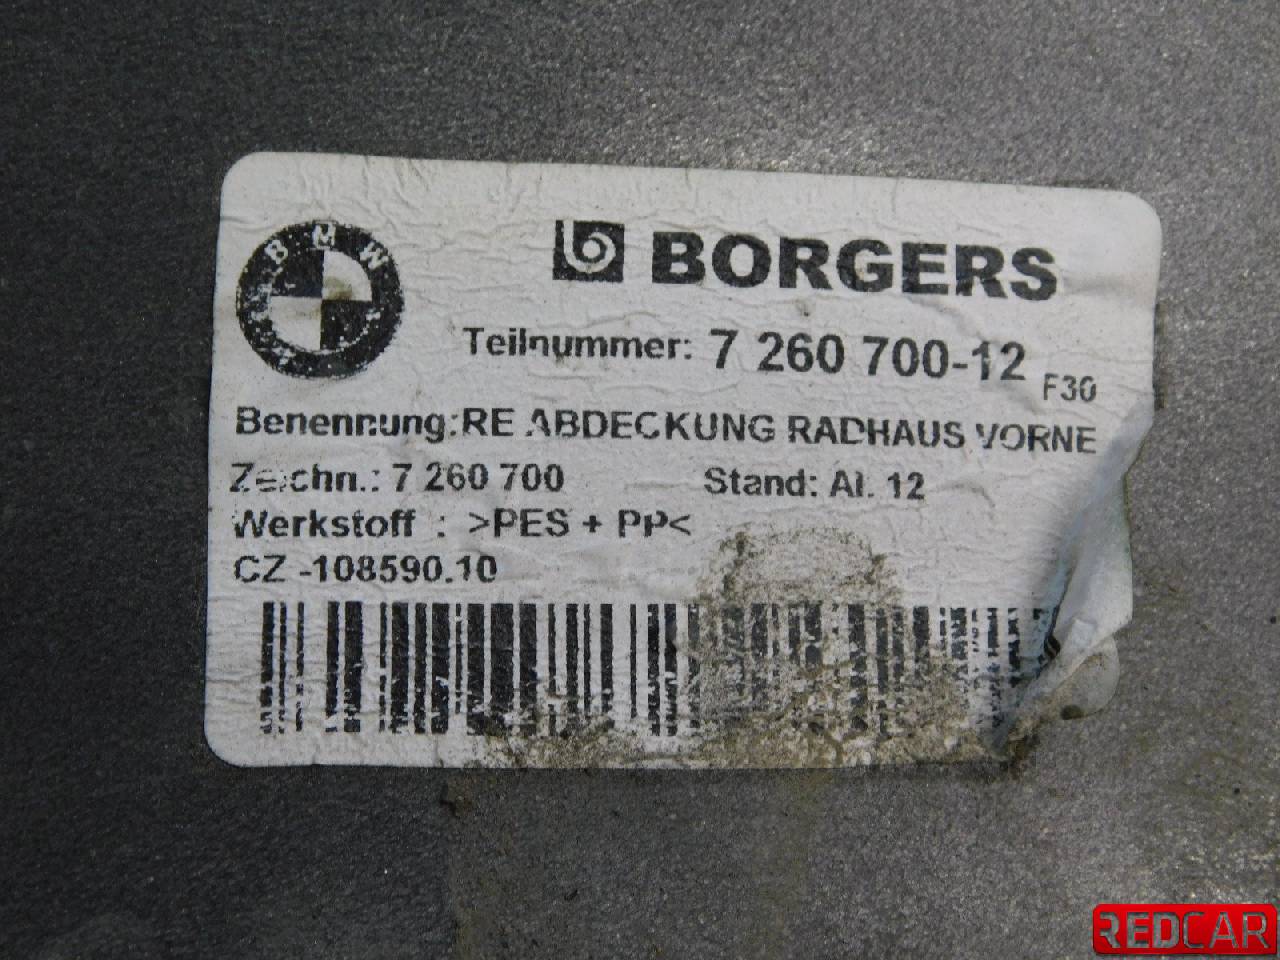 BMW
BORGERS
Teilnummer: 7 260 700-12 F30
Benennung: RE ABDECKUNG RADHAUS VORNE
Zeichn.: 7 260 700 Stand: AI. 12
Werkstoff : >PES + PP<
CZ -108590.10
REDCAR